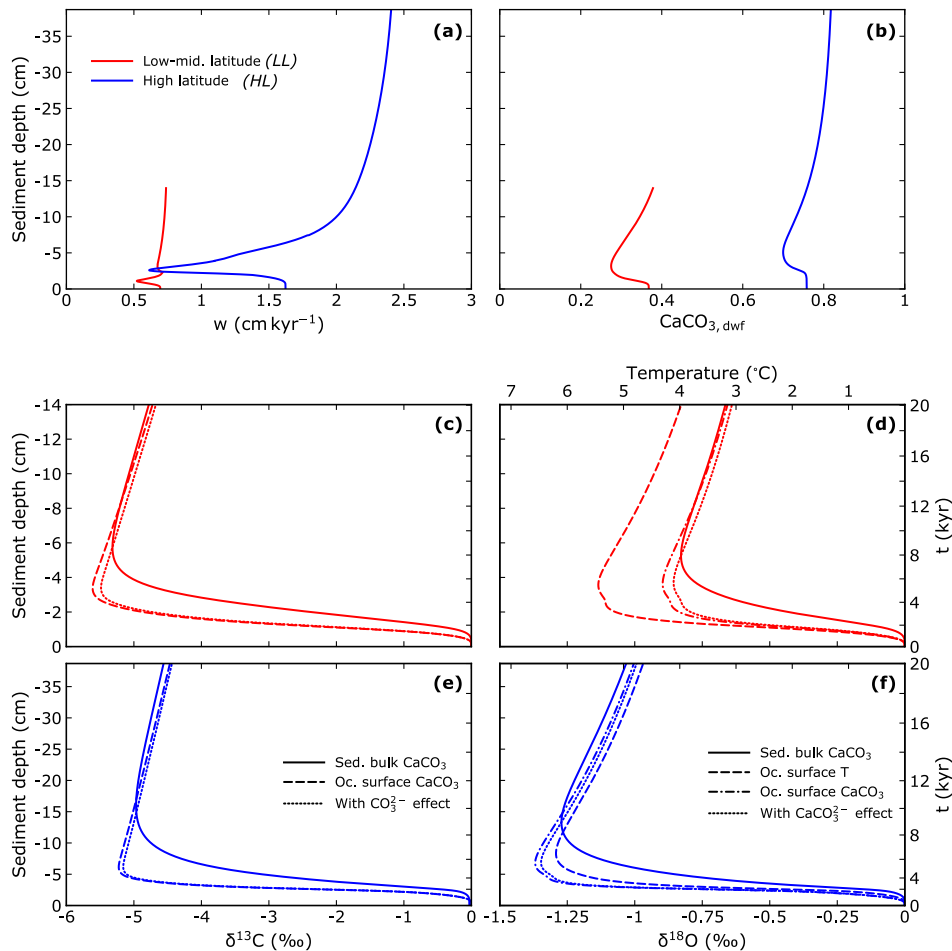 (a)
(b)
Low-mid. latitude (LL)
High latitude (HL)
Sediment depth (cm)
-35
-30
-25
-20
-15
-10
-5
0
0 1 2 3
w (cm kyr⁻¹)
0 0.2 0.4 0.6 0.8 1
CaCO₃, dwf
Temperature (°C)
7 6 5 4 3 2 1
(c)
(d)
Sediment depth (cm)
-14
-12
-10
-8
-6
-4
-2
0
20
16
12
8
4
0
t (kyr)
(e)
(f)
Sediment depth (cm)
-35
-30
-25
-20
-15
-10
-5
0
Sed. bulk CaCO₃
Oc. surface CaCO₃
With CO₃²⁻ effect
Sed. bulk CaCO₃
Oc. surface T
Oc. surface CaCO₃
With CaCO₃²⁻ effect
20
16
12
8
4
0
t (kyr)
-6 -5 -4 -3 -2 -1 0
δ¹³C (‰)
-1.5 -1.25 -1 -0.75 -0.5 -0.25 0
δ¹⁸O (‰)